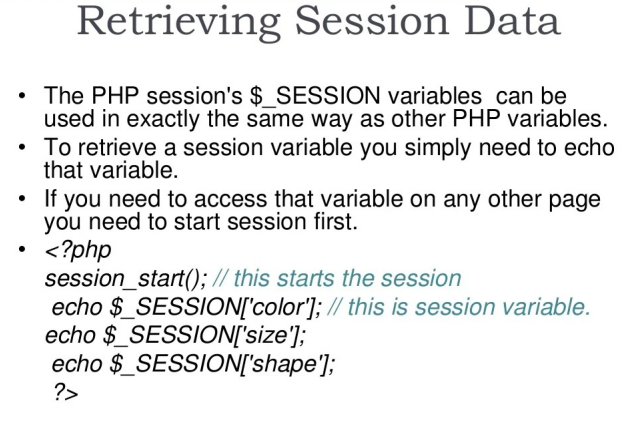 Retrieving Session Data
• The PHP session's $_SESSION variables can be
used in exactly the same way as other PHP variables.
• To retrieve a session variable you simply need to echo
that variable.
• If you need to access that variable on any other page
you need to start session first.
• <?php
session_start(); // this starts the session
echo $_SESSION['color']; // this is session variable.
echo $_SESSION['size'];
echo $_SESSION['shape'];
?>